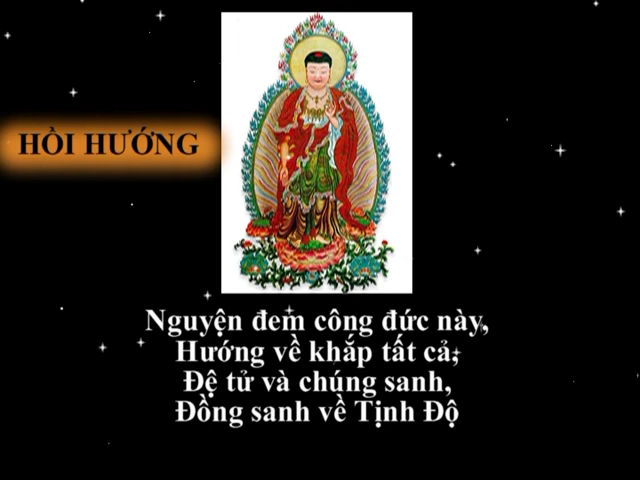 HỒI HƯỚNG
Nguyện đem công đức này,
Hướng về khắp tất cả,
Đệ tử và chúng sanh,
Đồng sanh về Tịnh Độ